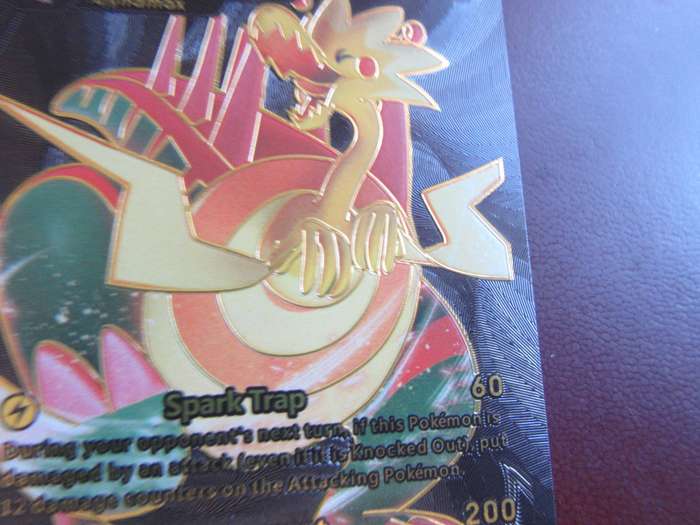 Spark Trap 60
During your opponent's next turn, if this Pokémon is
damaged by an attack (even if it is Knocked Out), put
12 damage counters on the Attacking Pokémon.
200